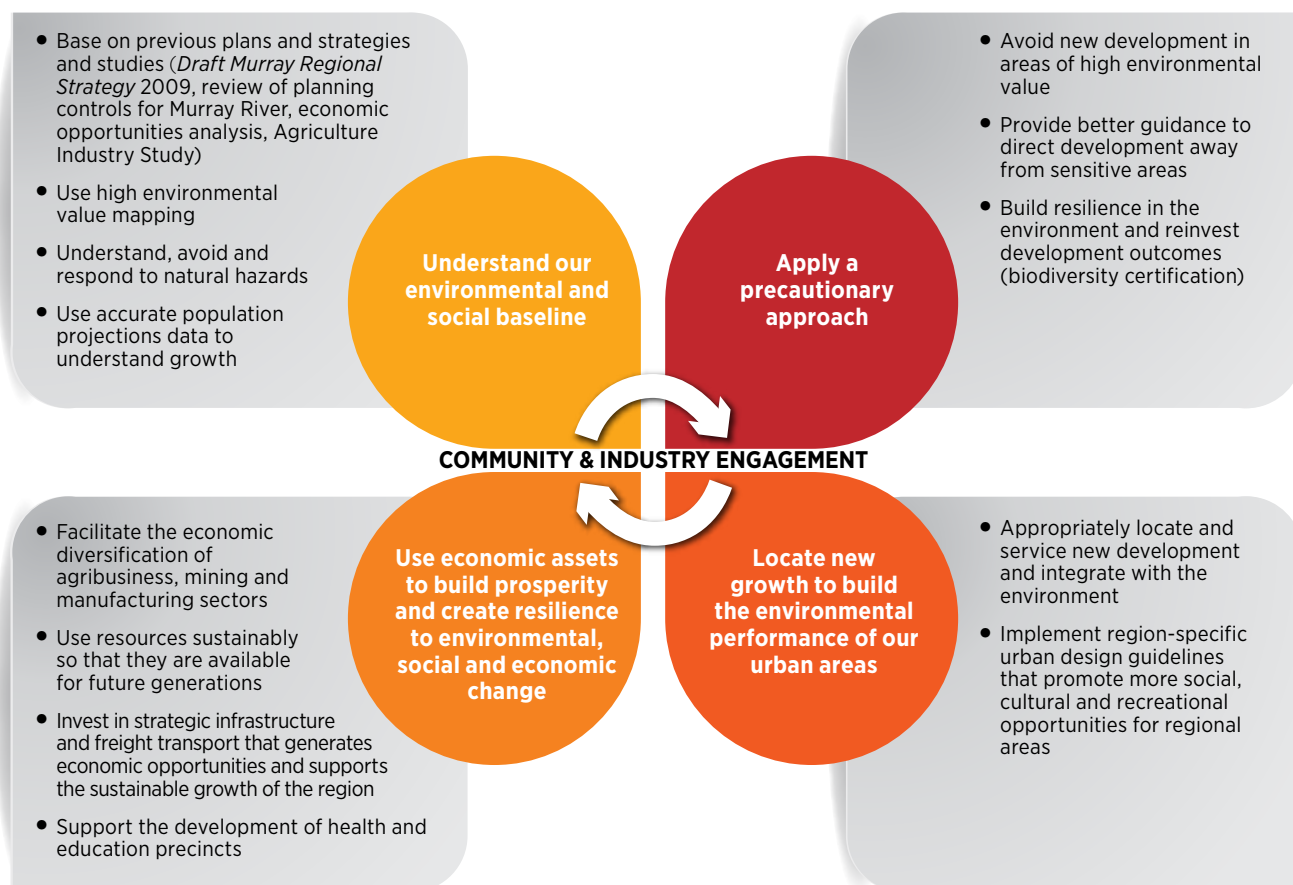 • Base on previous plans and strategies
and studies (Draft Murray Regional
Strategy 2009, review of planning
controls for Murray River, economic
opportunities analysis, Agriculture
Industry Study)
• Use high environmental
value mapping
• Understand, avoid and
respond to natural hazards
• Use accurate population
projections data to
understand growth
Understand our
environmental and
social baseline
Apply a
precautionary
approach
• Avoid new development in
areas of high environmental
value
• Provide better guidance to
direct development away
from sensitive areas
• Build resilience in the
environment and reinvest
development outcomes
(biodiversity certification)
COMMUNITY & INDUSTRY ENGAGEMENT
• Facilitate the economic
diversification of
agribusiness, mining and
manufacturing sectors
• Use resources sustainably
so that they are available
for future generations
• Invest in strategic infrastructure
and freight transport that generates
economic opportunities and supports
the sustainable growth of the region
• Support the development of health and
education precincts
Use economic assets
to build prosperity
and create resilience
to environmental,
social and economic
change
Locate new
growth to build
the environmental
performance of our
urban areas
• Appropriately locate and
service new development
and integrate with the
environment
• Implement region-specific
urban design guidelines
that promote more social,
cultural and recreational
opportunities for regional
areas